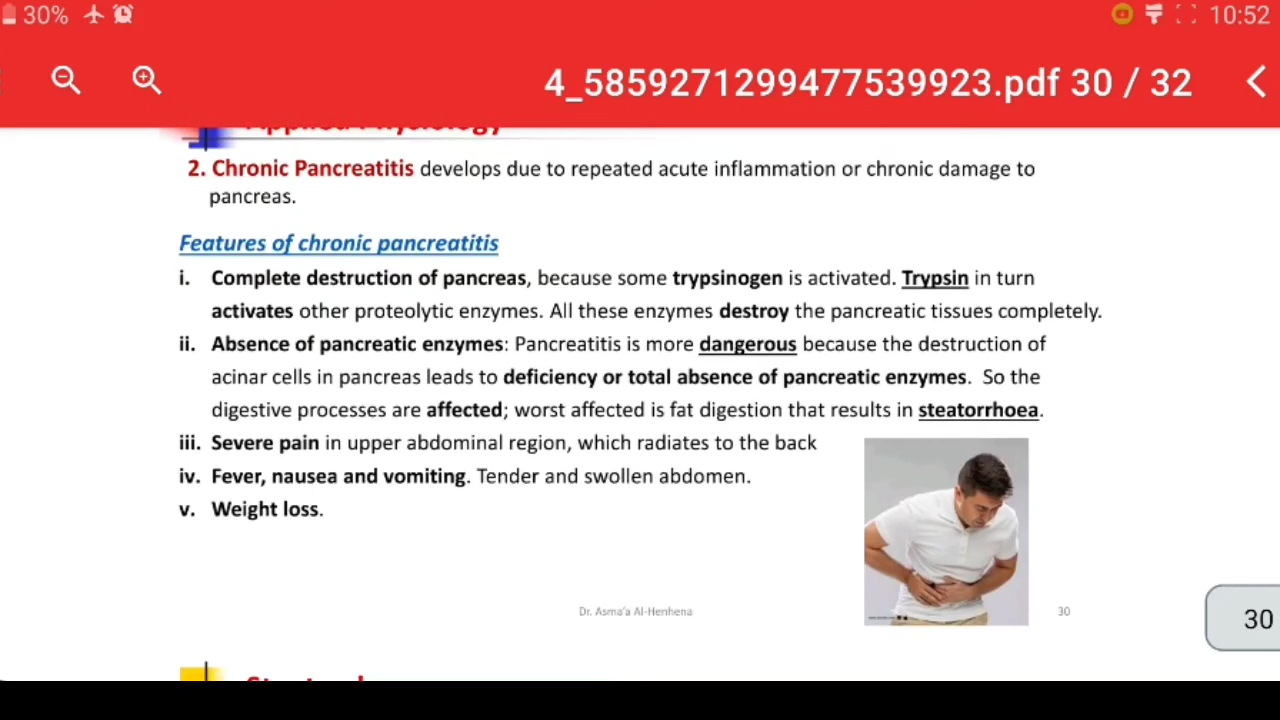 30% 10:52
4_5859271299477539923.pdf 30 / 32
Applied Physiology
2. Chronic Pancreatitis develops due to repeated acute inflammation or chronic damage to
pancreas.
Features of chronic pancreatitis
i. Complete destruction of pancreas, because some trypsinogen is activated. Trypsin in turn
activates other proteolytic enzymes. All these enzymes destroy the pancreatic tissues completely.
ii. Absence of pancreatic enzymes: Pancreatitis is more dangerous because the destruction of
acinar cells in pancreas leads to deficiency or total absence of pancreatic enzymes. So the
digestive processes are affected; worst affected is fat digestion that results in steatorrhoea.
iii. Severe pain in upper abdominal region, which radiates to the back
iv. Fever, nausea and vomiting. Tender and swollen abdomen.
v. Weight loss.
Dr. Asma'a Al-Henhena 30
30